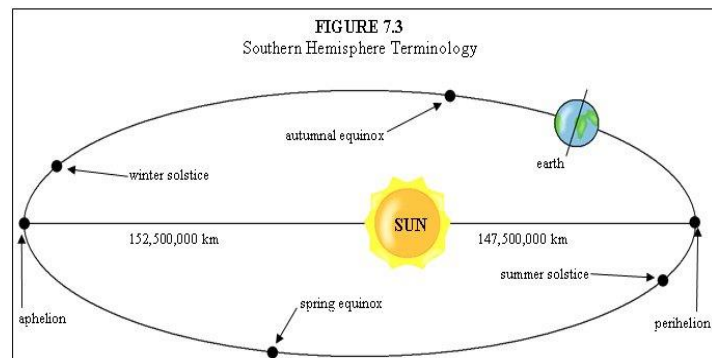 FIGURE 7.3
Southern Hemisphere Terminology
autumnal equinox
earth
winter solstice
SUN
152,500,000 km
147,500,000 km
summer solstice
spring equinox
aphelion
perihelion